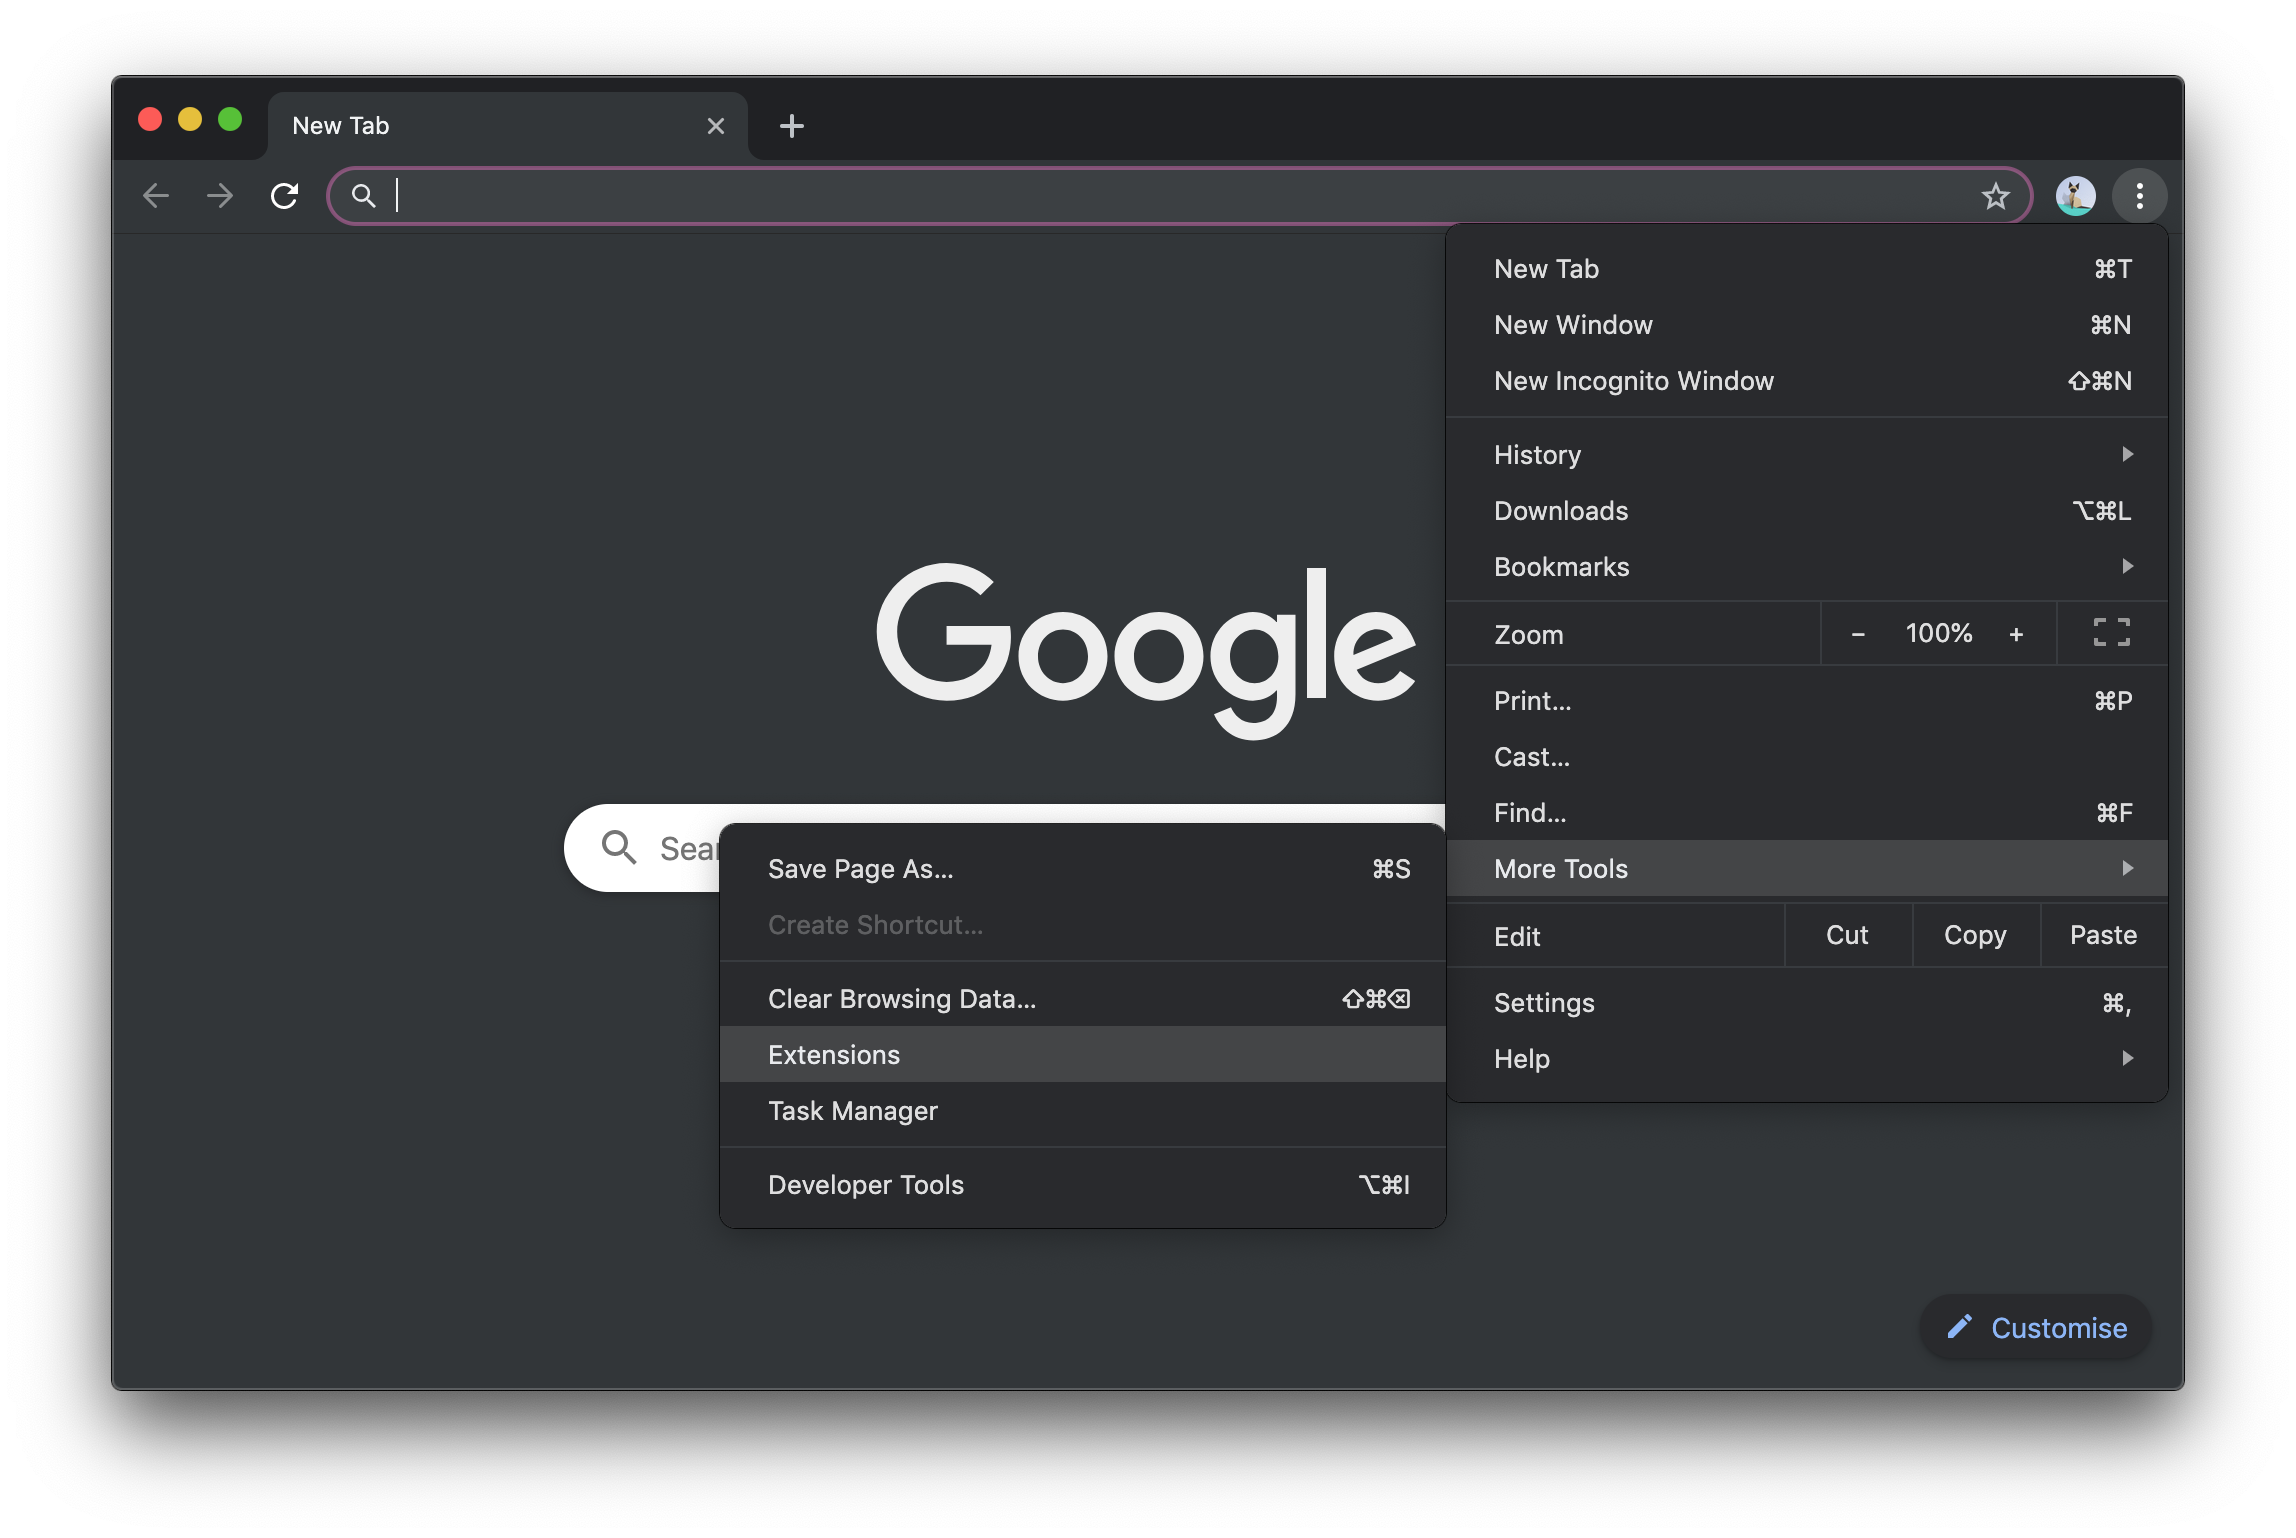 New Tab
New Tab ⌘T
New Window ⌘N
New Incognito Window ⇧⌘N
History
Downloads ⌥⌘L
Bookmarks
Zoom − 100% +
Google
Print... ⌘P
Cast...
Find... ⌘F
More Tools
Edit Cut Copy Paste
Settings ⌘,
Help
Save Page As... ⌘S
Create Shortcut...
Clear Browsing Data... ⇧⌘⌫
Extensions
Task Manager
Developer Tools ⌥⌘I
Customise